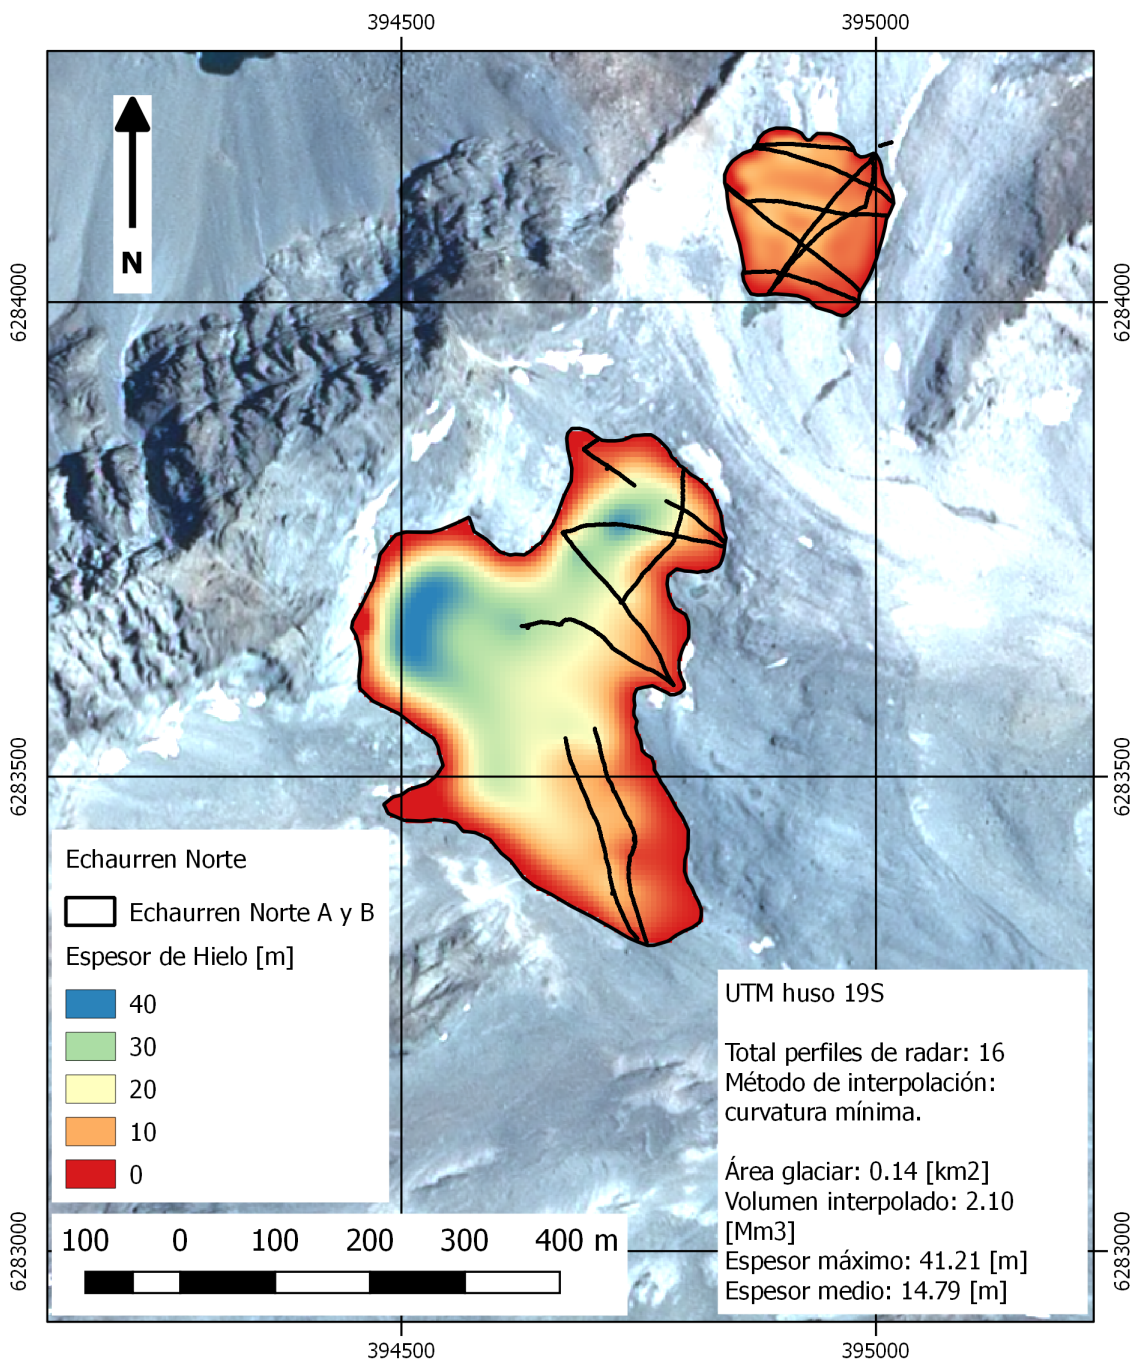 394500
395000
N
6284000
6284000
6283500
6283500
Echaurren Norte
Echaurren Norte A y B
Espesor de Hielo [m]
40
30
20
10
0
UTM huso 19S
Total perfiles de radar: 16
Método de interpolación:
curvatura mínima.
Área glaciar: 0.14 [km2]
Volumen interpolado: 2.10
[Mm3]
Espesor máximo: 41.21 [m]
Espesor medio: 14.79 [m]
100 0 100 200 300 400 m
6283000
6283000
394500
395000